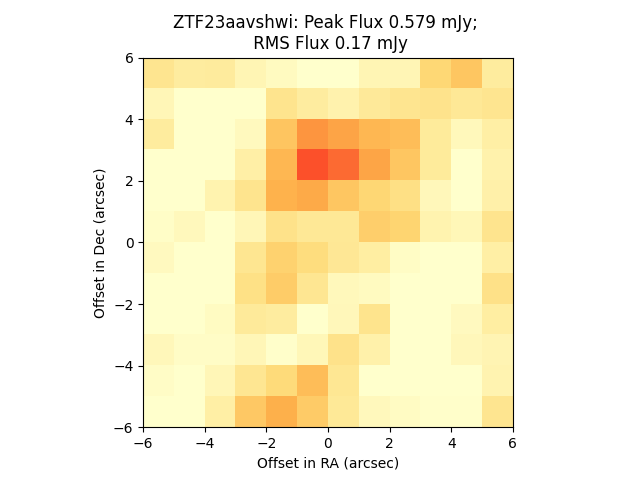 ZTF23aavshwi: Peak Flux 0.579 mJy;
RMS Flux 0.17 mJy
6
4
2
0
−2
−4
−6
Offset in Dec (arcsec)
−6 −4 −2 0 2 4 6
Offset in RA (arcsec)